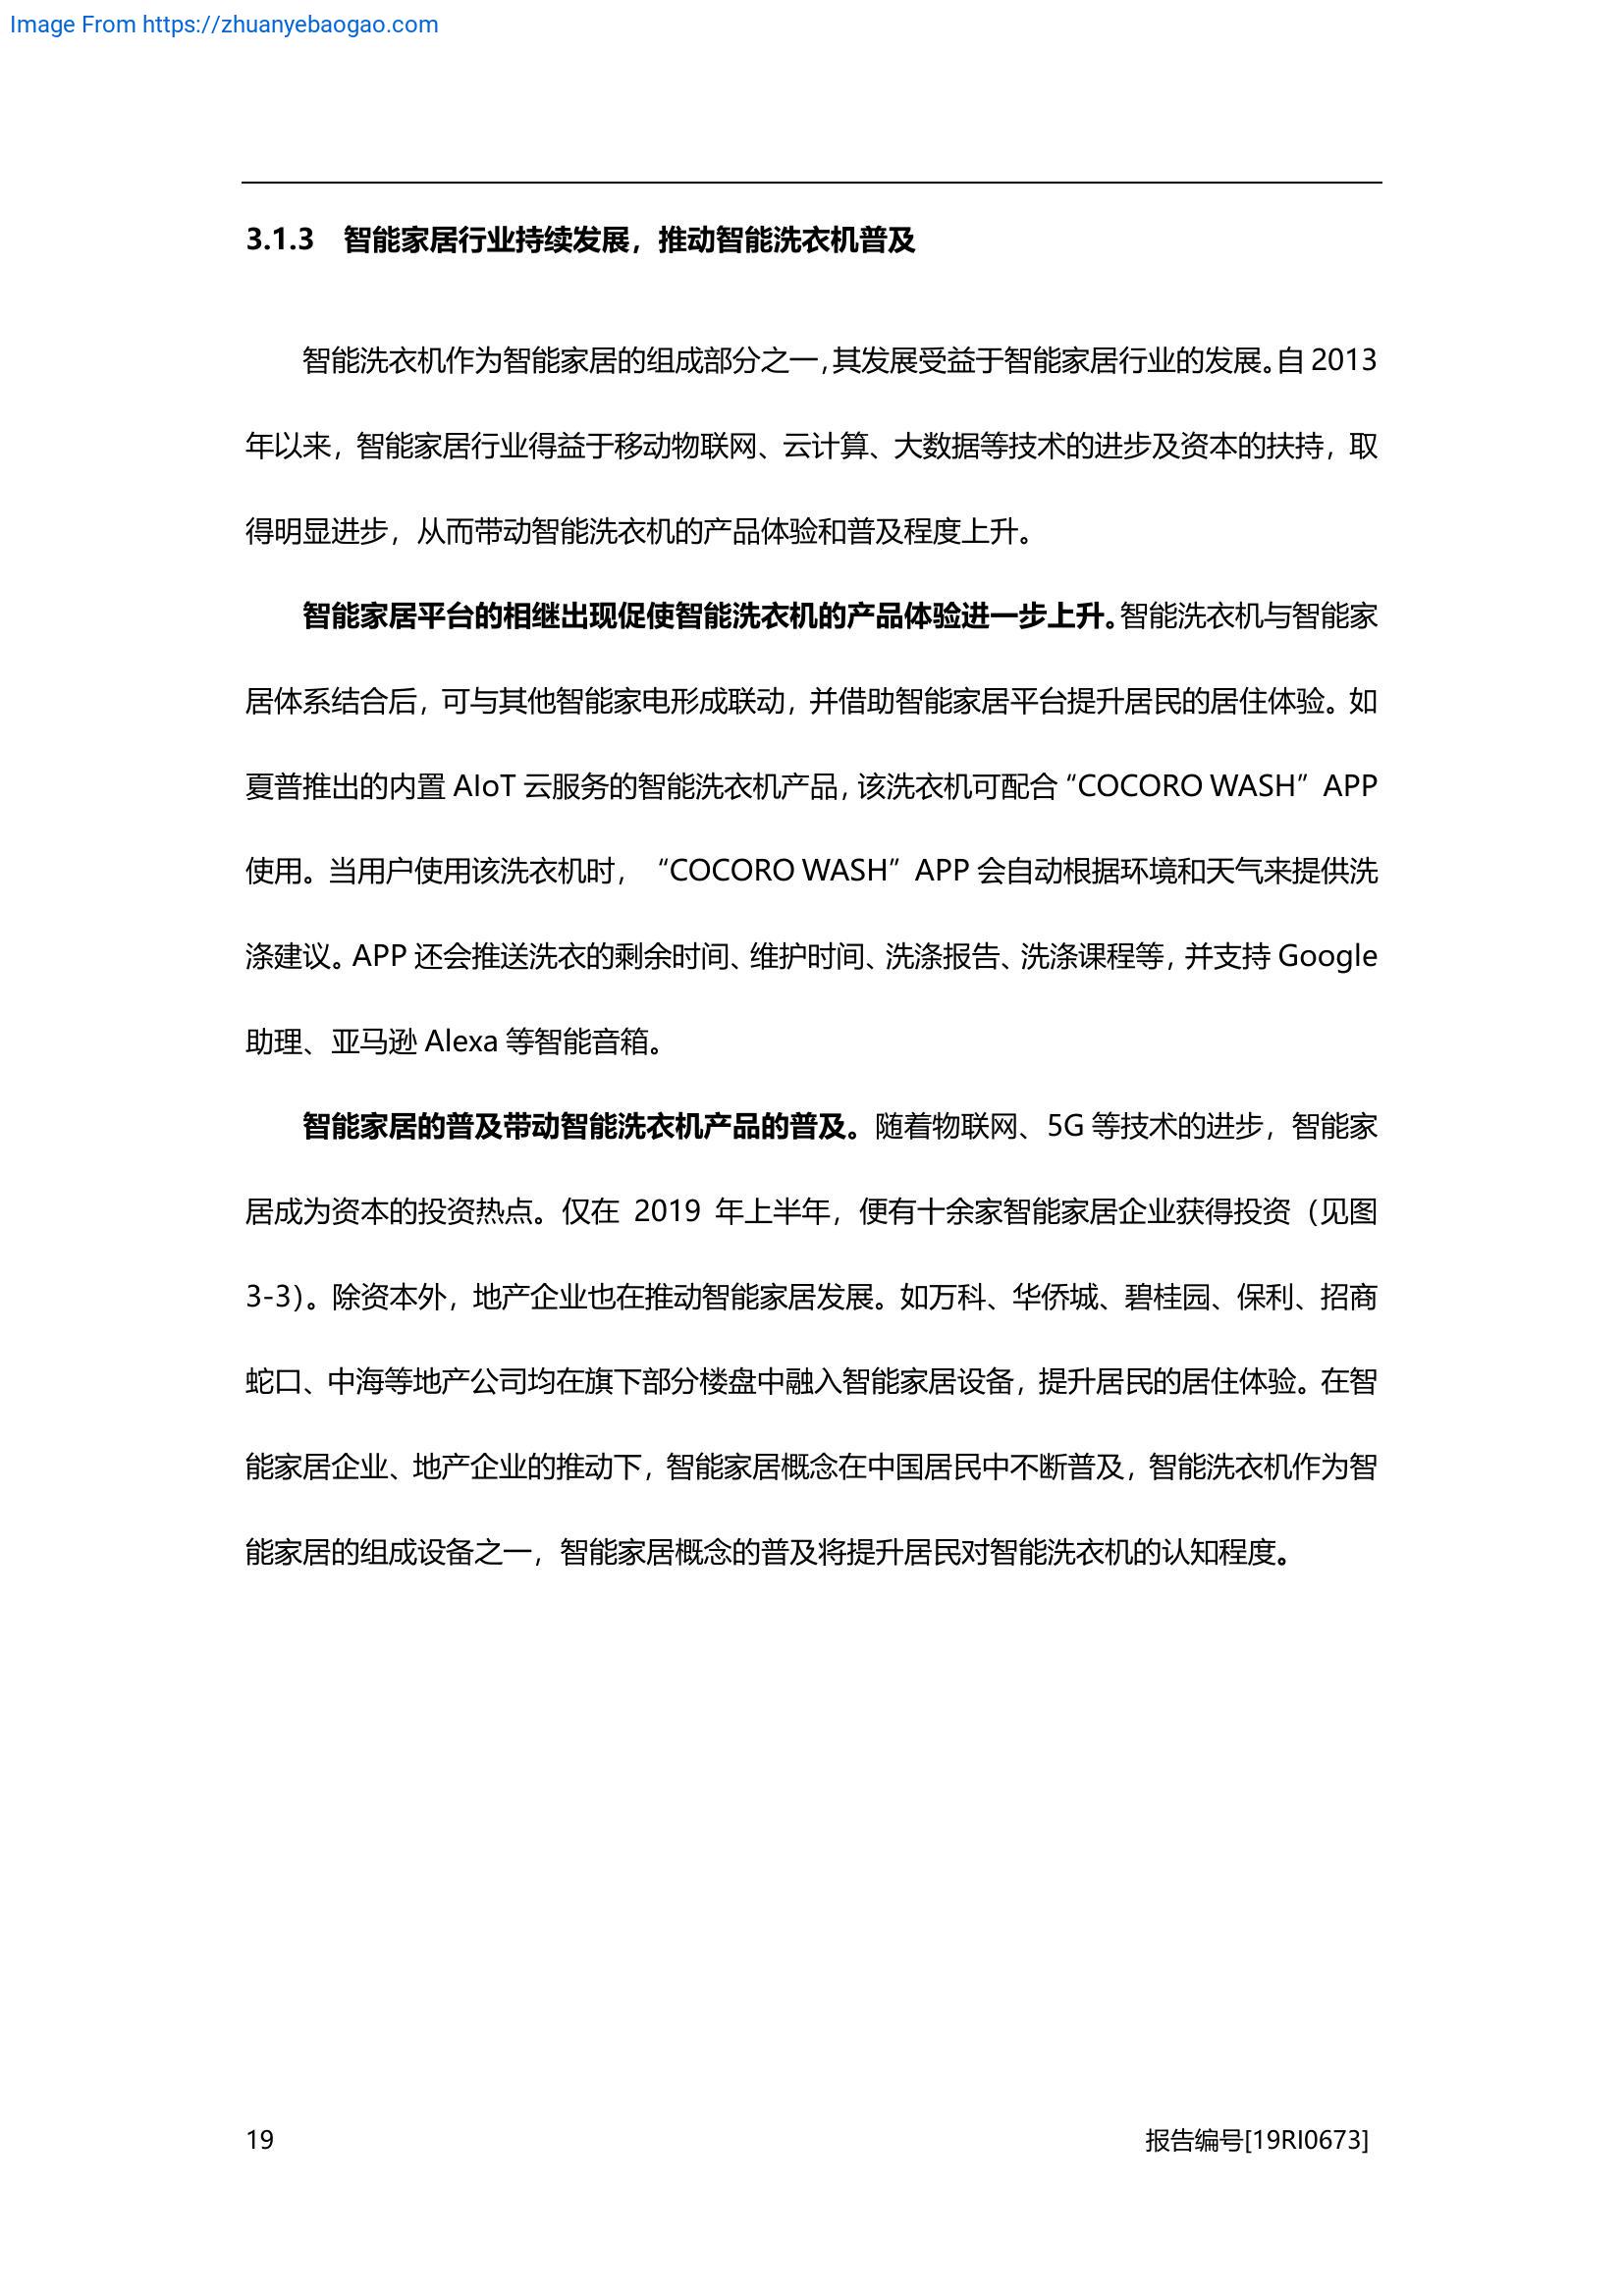 Image From https://zhuanyebaogao.com
3.1.3 智能家居行业持续发展，推动智能洗衣机普及
智能洗衣机作为智能家居的组成部分之一，其发展受益于智能家居行业的发展。自 2013
年以来，智能家居行业得益于移动物联网、云计算、大数据等技术的进步及资本的扶持，取
得明显进步，从而带动智能洗衣机的产品体验和普及程度上升。
智能家居平台的相继出现促使智能洗衣机的产品体验进一步上升。智能洗衣机与智能家
居体系结合后，可与其他智能家电形成联动，并借助智能家居平台提升居民的居住体验。如
夏普推出的内置 AIoT 云服务的智能洗衣机产品，该洗衣机可配合“COCORO WASH”APP
使用。当用户使用该洗衣机时，“COCORO WASH”APP 会自动根据环境和天气来提供洗
涤建议。APP 还会推送洗衣的剩余时间、维护时间、洗涤报告、洗涤课程等，并支持 Google
助理、亚马逊 Alexa 等智能音箱。
智能家居的普及带动智能洗衣机产品的普及。随着物联网、5G 等技术的进步，智能家
居成为资本的投资热点。仅在 2019 年上半年，便有十余家智能家居企业获得投资（见图
3-3）。除资本外，地产企业也在推动智能家居发展。如万科、华侨城、碧桂园、保利、招商
蛇口、中海等地产公司均在旗下部分楼盘中融入智能家居设备，提升居民的居住体验。在智
能家居企业、地产企业的推动下，智能家居概念在中国居民中不断普及，智能洗衣机作为智
能家居的组成设备之一，智能家居概念的普及将提升居民对智能洗衣机的认知程度。
19 报告编号[19RI0673]